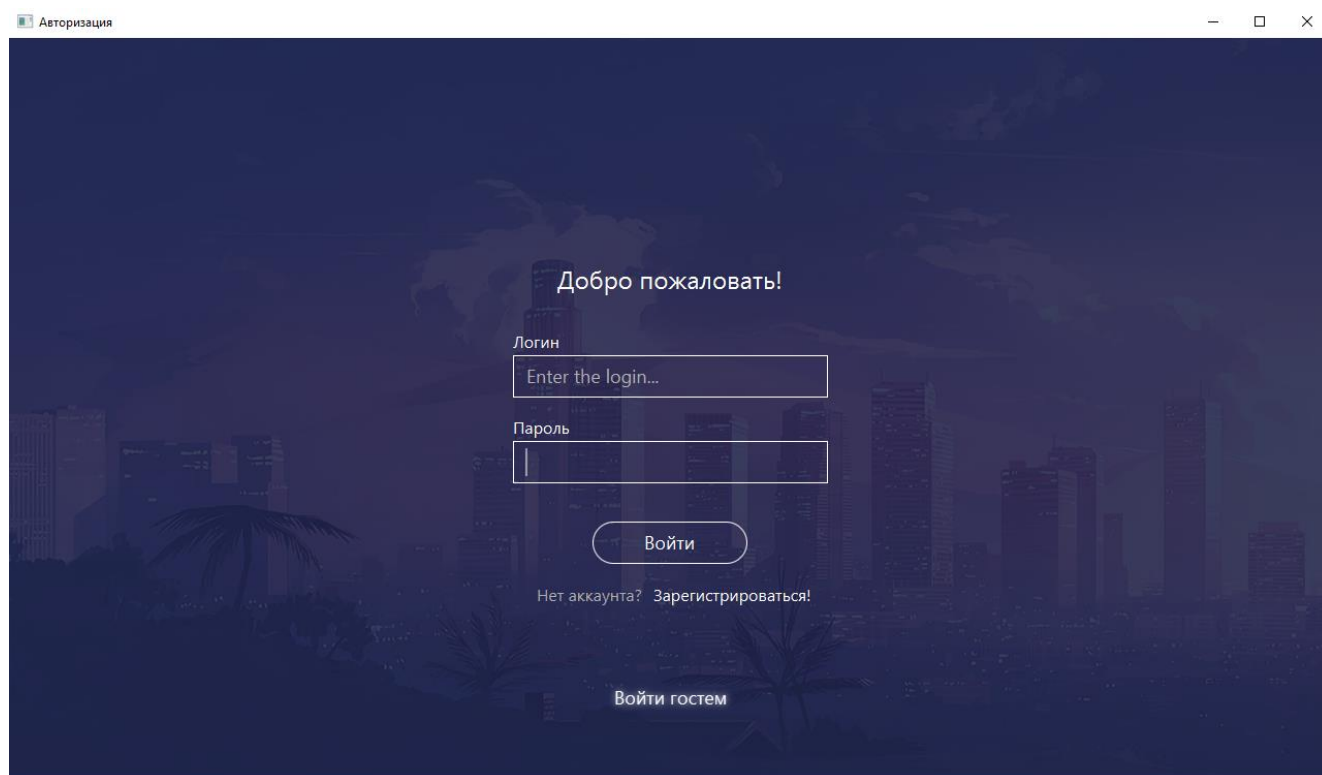 Авторизация
Добро пожаловать!
Логин
Enter the login...
Пароль
Войти
Нет аккаунта? Зарегистрироваться!
Войти гостем